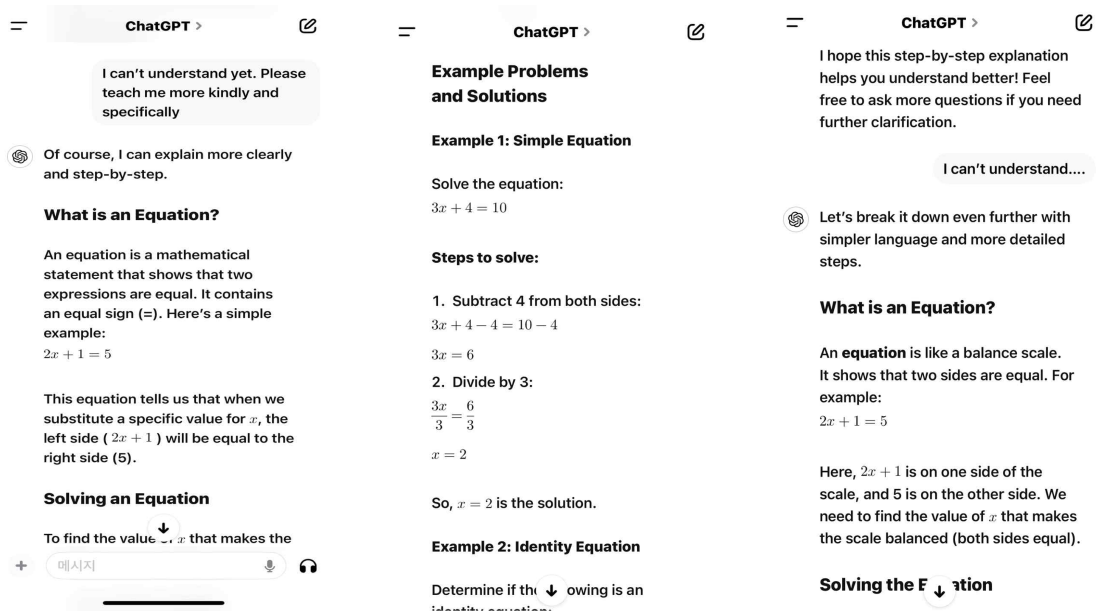 ChatGPT >
I can't understand yet. Please
teach me more kindly and
specifically
Of course, I can explain more clearly
and step-by-step.
What is an Equation?
An equation is a mathematical
statement that shows that two
expressions are equal. It contains
an equal sign (=). Here's a simple
example:
2x + 1 = 5
This equation tells us that when we
substitute a specific value for x, the
left side ( 2x + 1 ) will be equal to the
right side (5).
Solving an Equation
To find the value x that makes the
메시지
ChatGPT >
Example Problems
and Solutions
Example 1: Simple Equation
Solve the equation:
3x + 4 = 10
Steps to solve:
1. Subtract 4 from both sides:
3x + 4 − 4 = 10 − 4
3x = 6
2. Divide by 3:
3x/3 = 6/3
x = 2
So, x = 2 is the solution.
Example 2: Identity Equation
Determine if is an
identity equation:
ChatGPT >
I hope this step-by-step explanation
helps you understand better! Feel
free to ask more questions if you need
further clarification.
I can't understand....
Let's break it down even further with
simpler language and more detailed
steps.
What is an Equation?
An equation is like a balance scale.
It shows that two sides are equal. For
example:
2x + 1 = 5
Here, 2x + 1 is on one side of the
scale, and 5 is on the other side. We
need to find the value of x that makes
the scale balanced (both sides equal).
Solving the